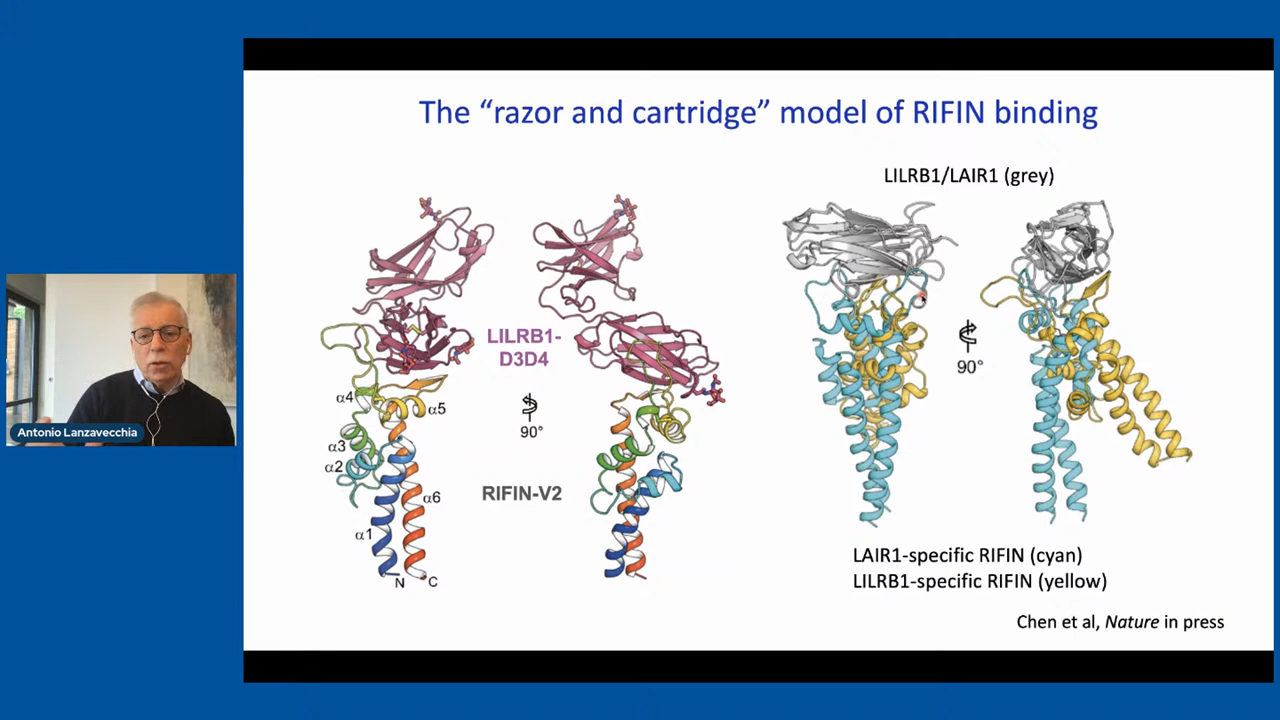 The “razor and cartridge” model of RIFIN binding
LILRB1/LAIR1 (grey)
LILRB1-
D3D4
90°
90°
α4
α5
α3
α2
RIFIN-V2
α6
α1
N
C
LAIR1-specific RIFIN (cyan)
LILRB1-specific RIFIN (yellow)
Chen et al, Nature in press
Antonio Lanzavecchia